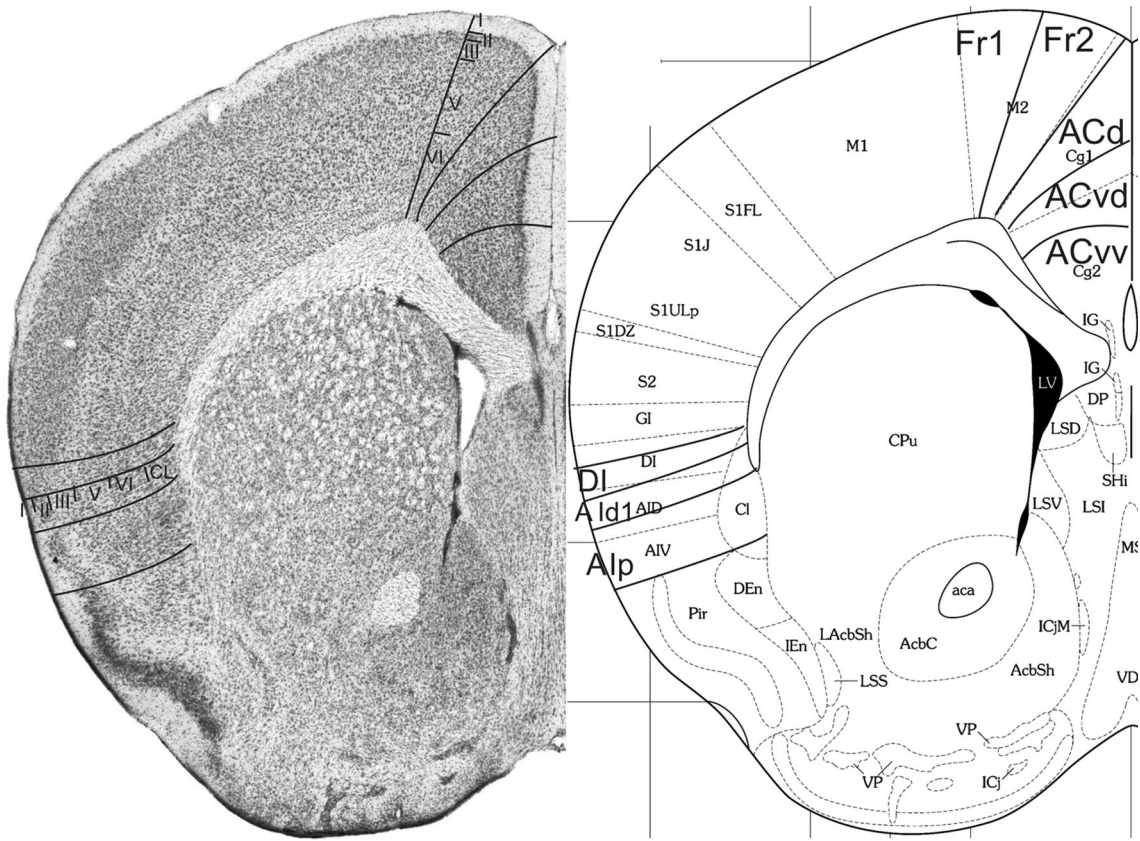 I
II
III
V
VI
I
II
III
V
VI
CL
Fr1
Fr2
M2
M1
ACd
Cg1
ACvd
ACvv
Cg2
S1FL
S1J
S1ULp
S1DZ
S2
GI
DI
DI
AId1
AID
AIp
AIV
Cl
CPu
LV
IG
IG
DP
LSD
SHi
LSV
LSI
MS
aca
DEn
Pir
IEn
LAcbSh
AcbC
AcbSh
ICjM
LSS
VD
VP
VP
ICj